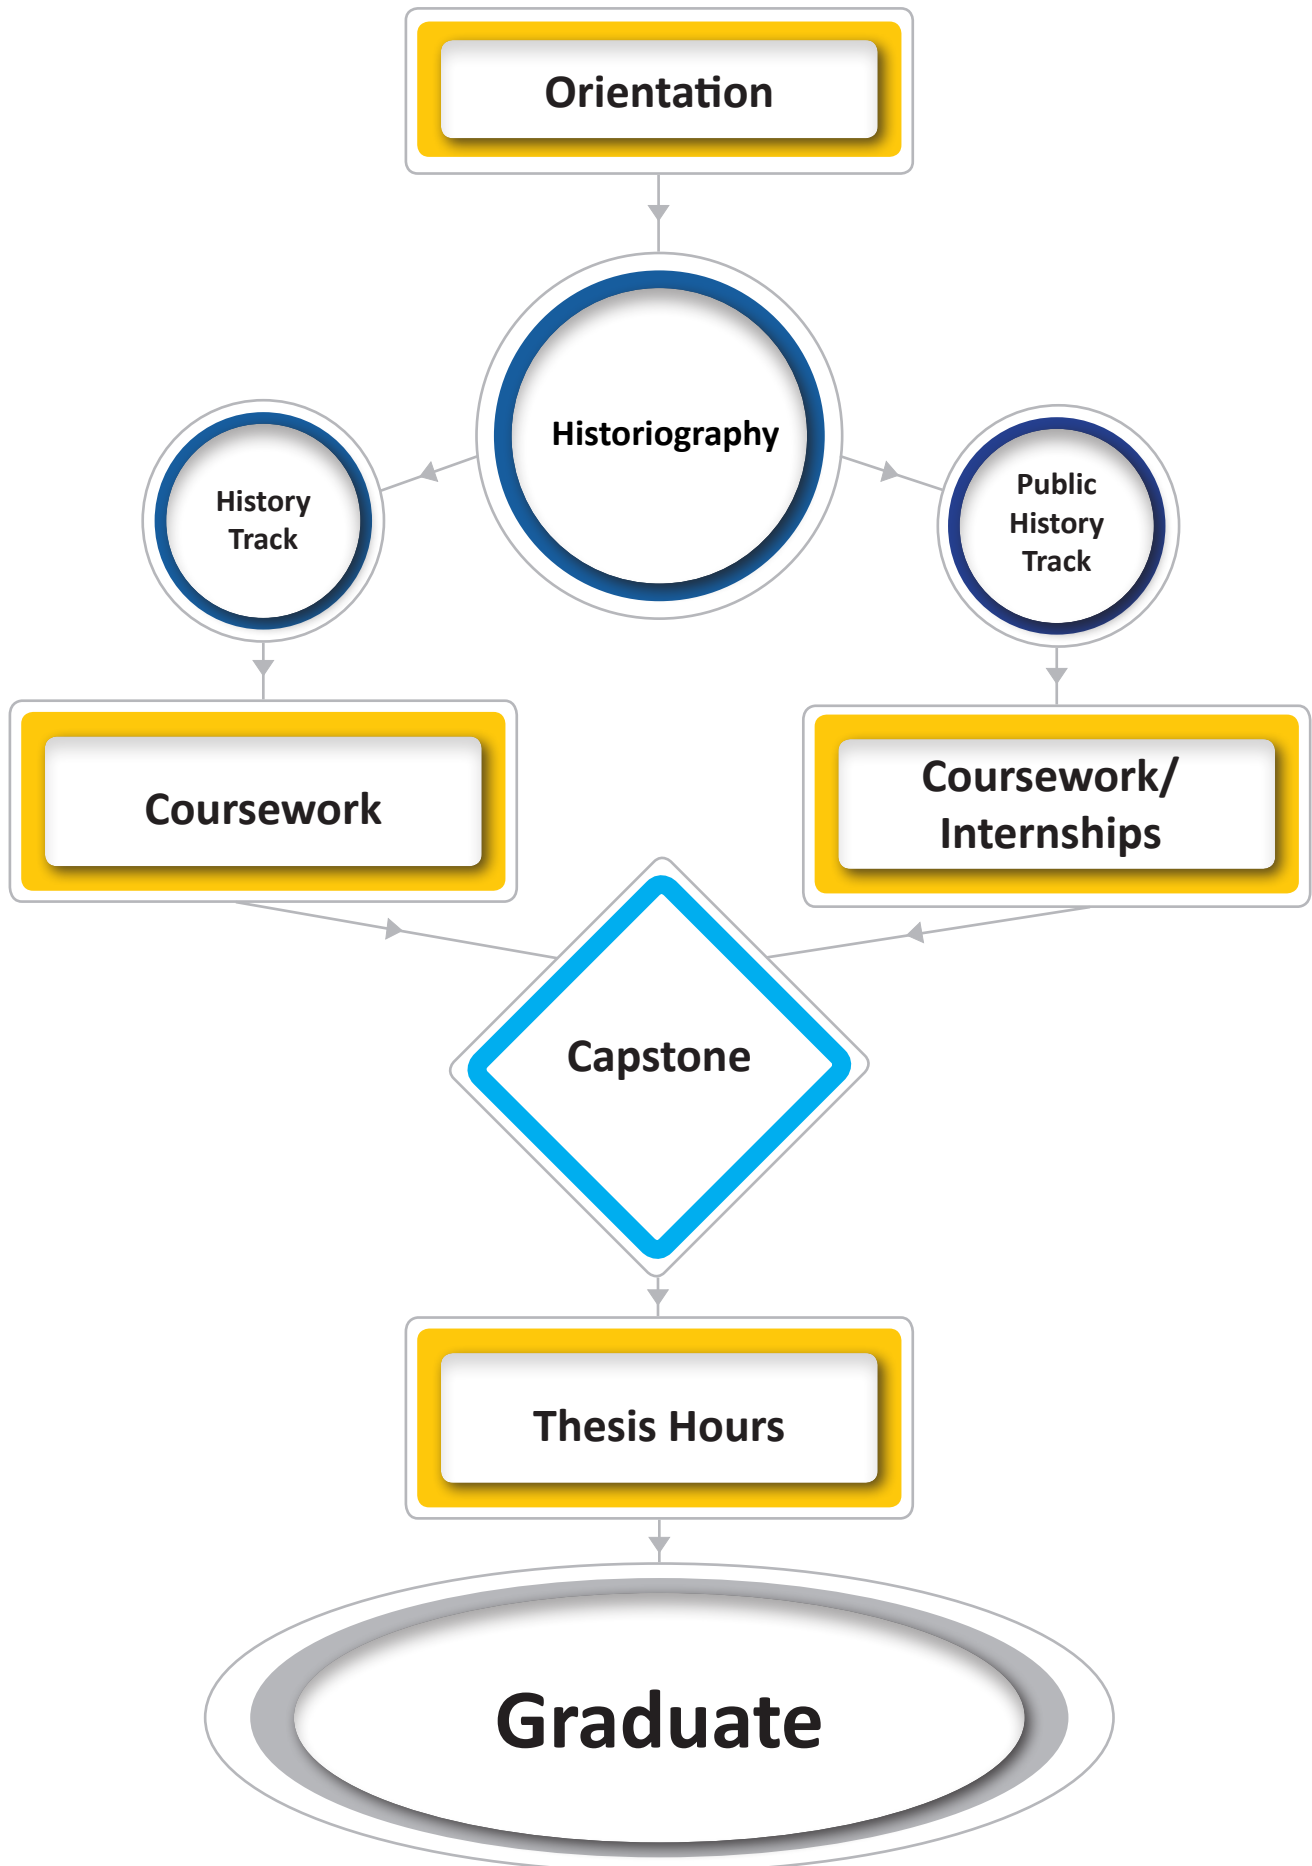 Orientation
Historiography
History
Track
Public
History
Track
Coursework
Coursework/
Internships
Capstone
Thesis Hours
Graduate